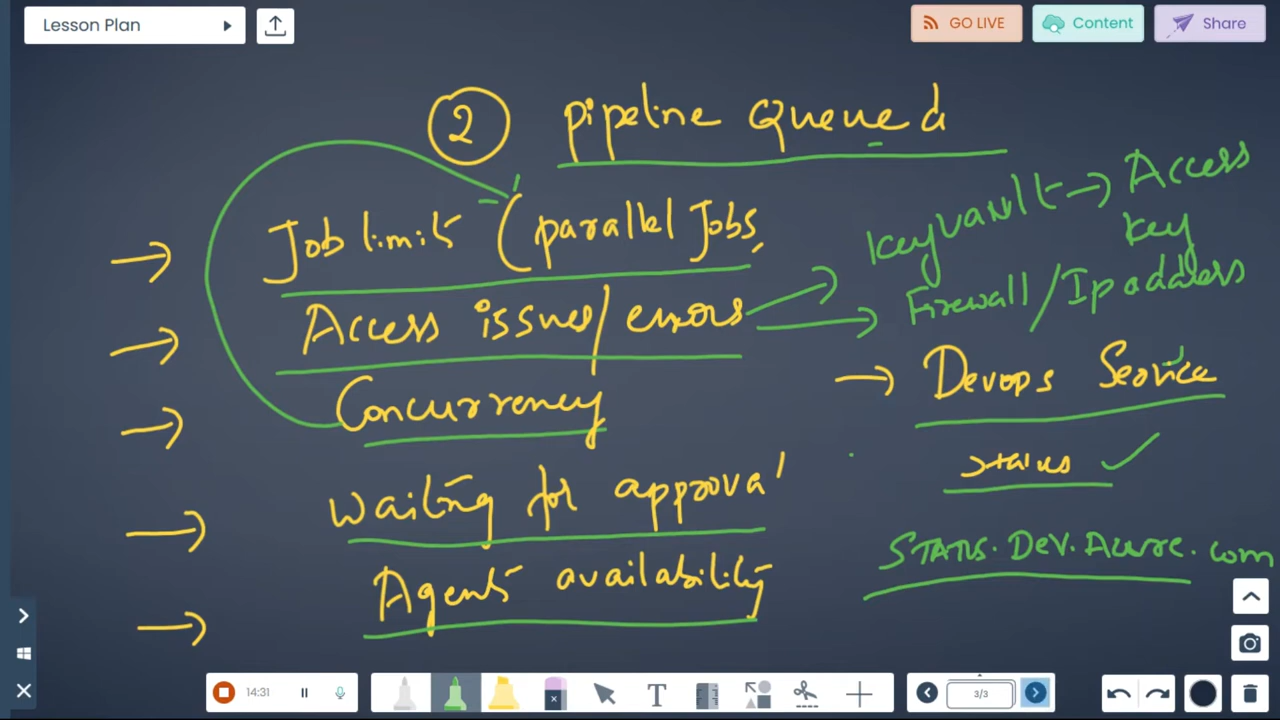 Lesson Plan
GO LIVE
Content
Share
2 pipeline Queued
Job limits (parallel Jobs,
Access issues/errors
Concurrency
Waiting for approval
Agents availability
Keyvault → Access
key
Firewall/Ip address
→ Devops Service
status ✓
STATUS.DEV.AZURE.com
14:31
T
3/3